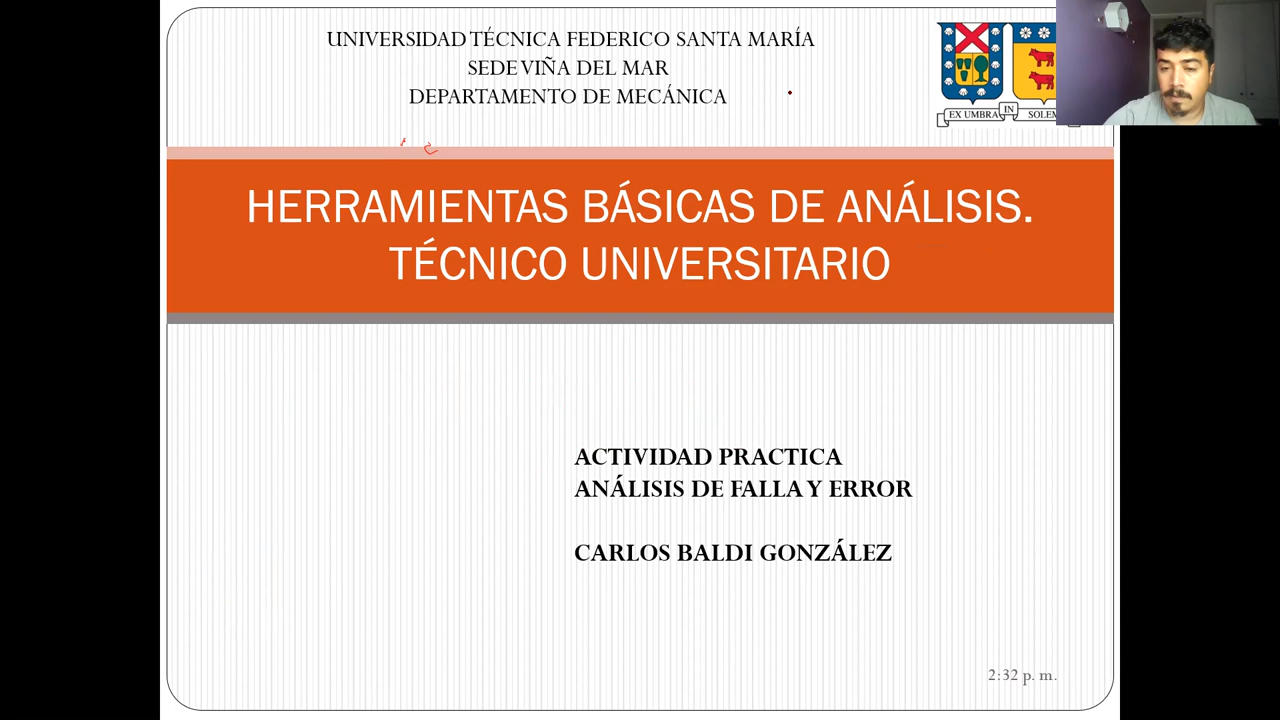 UNIVERSIDAD TÉCNICA FEDERICO SANTA MARÍA
SEDE VIÑA DEL MAR
DEPARTAMENTO DE MECÁNICA
EX UMBRA IN SOLEM
HERRAMIENTAS BÁSICAS DE ANÁLISIS.
TÉCNICO UNIVERSITARIO
ACTIVIDAD PRACTICA
ANÁLISIS DE FALLA Y ERROR
CARLOS BALDI GONZÁLEZ
2:32 p. m.